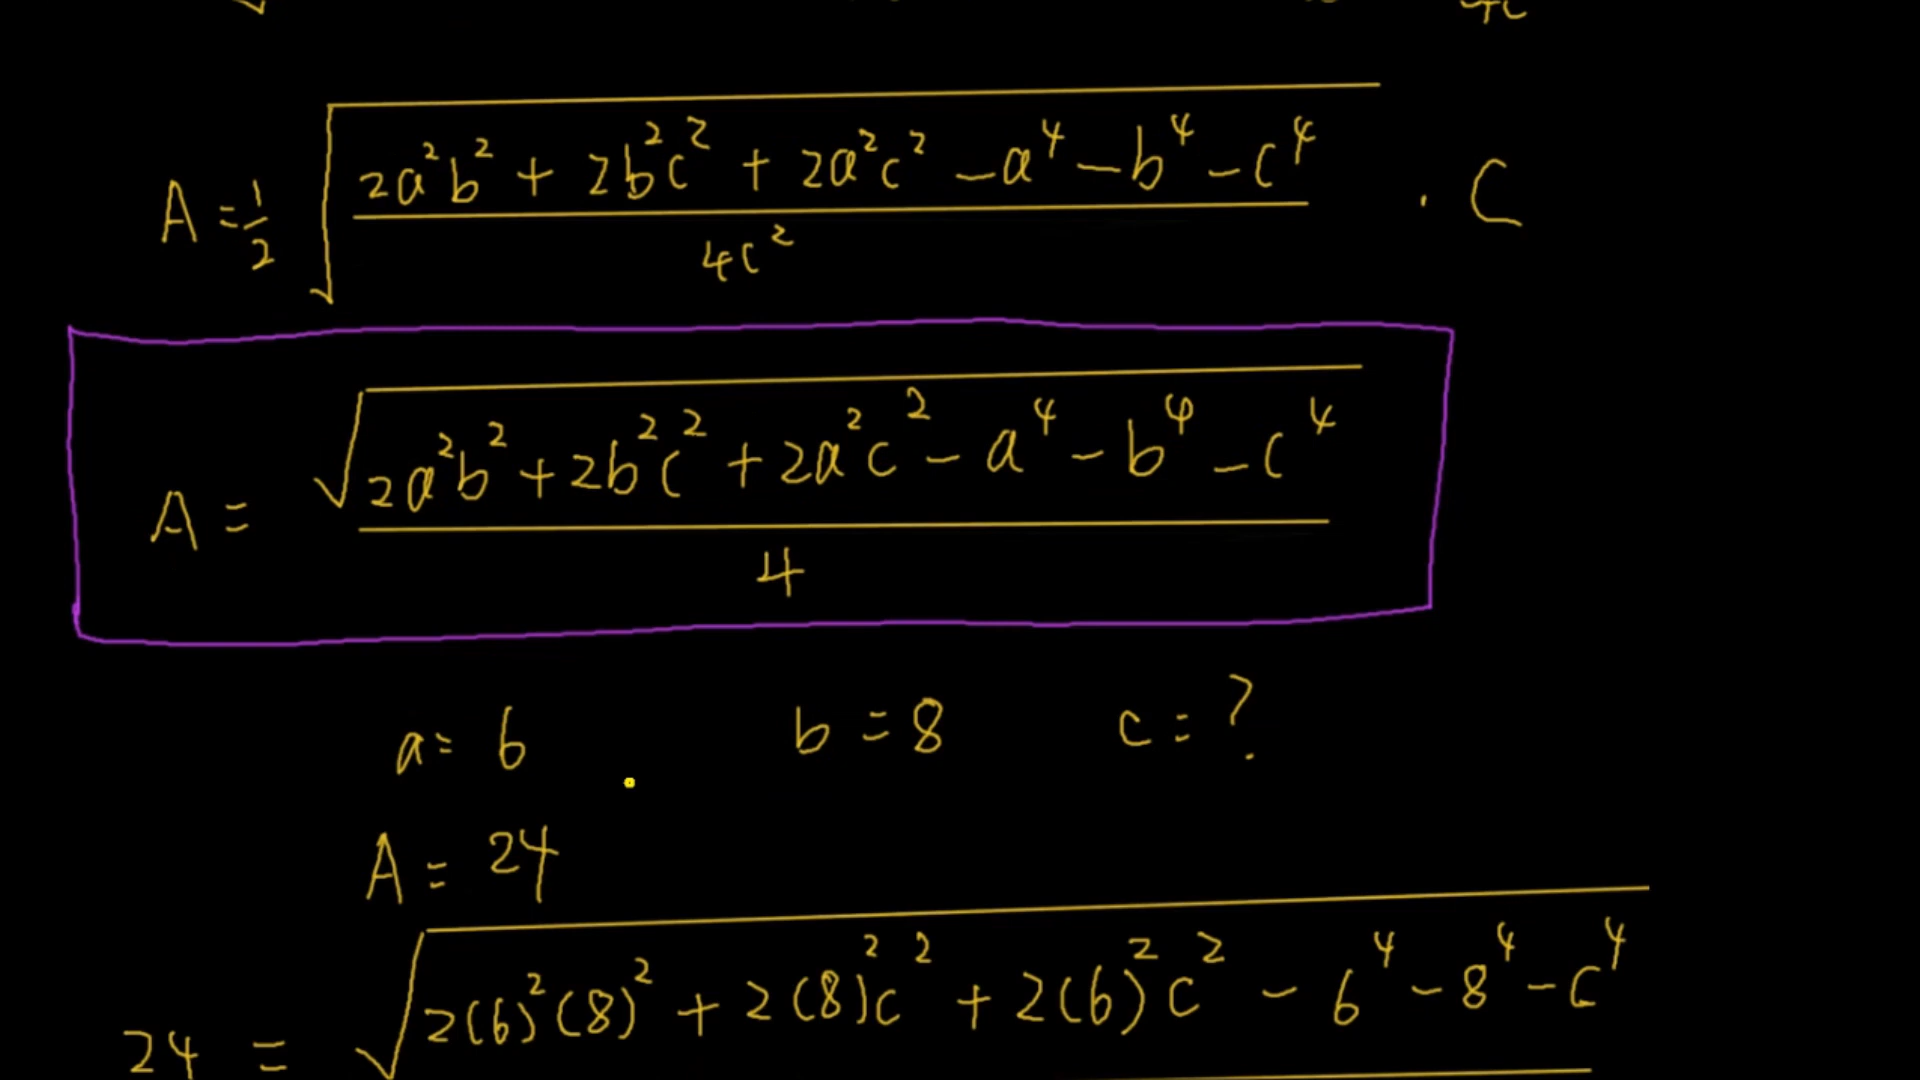 4c
A = 1/2 √((2a²b² + 2b²c² + 2a²c² - a⁴ - b⁴ - c⁴)/(4c²)) · C
A = √(2a²b² + 2b²c² + 2a²c² - a⁴ - b⁴ - c⁴)/4
a = 6 b = 8 c = ?
A = 24
24 = √(2(6)²(8)² + 2(8)²c² + 2(6)²c² - 6⁴ - 8⁴ - c⁴)